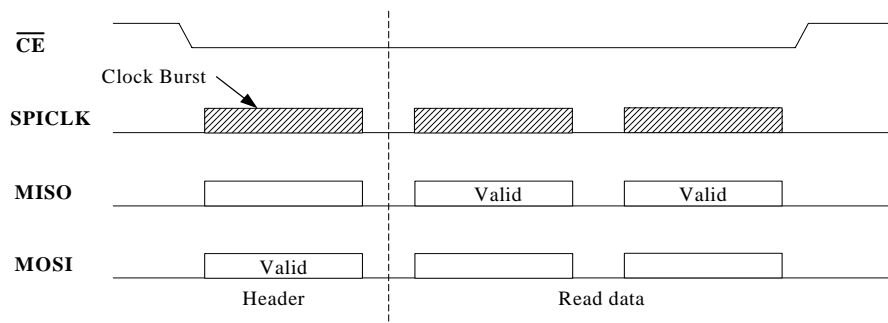 CE
Clock Burst
SPICLK
MISO
Valid
Valid
MOSI
Valid
Header
Read data